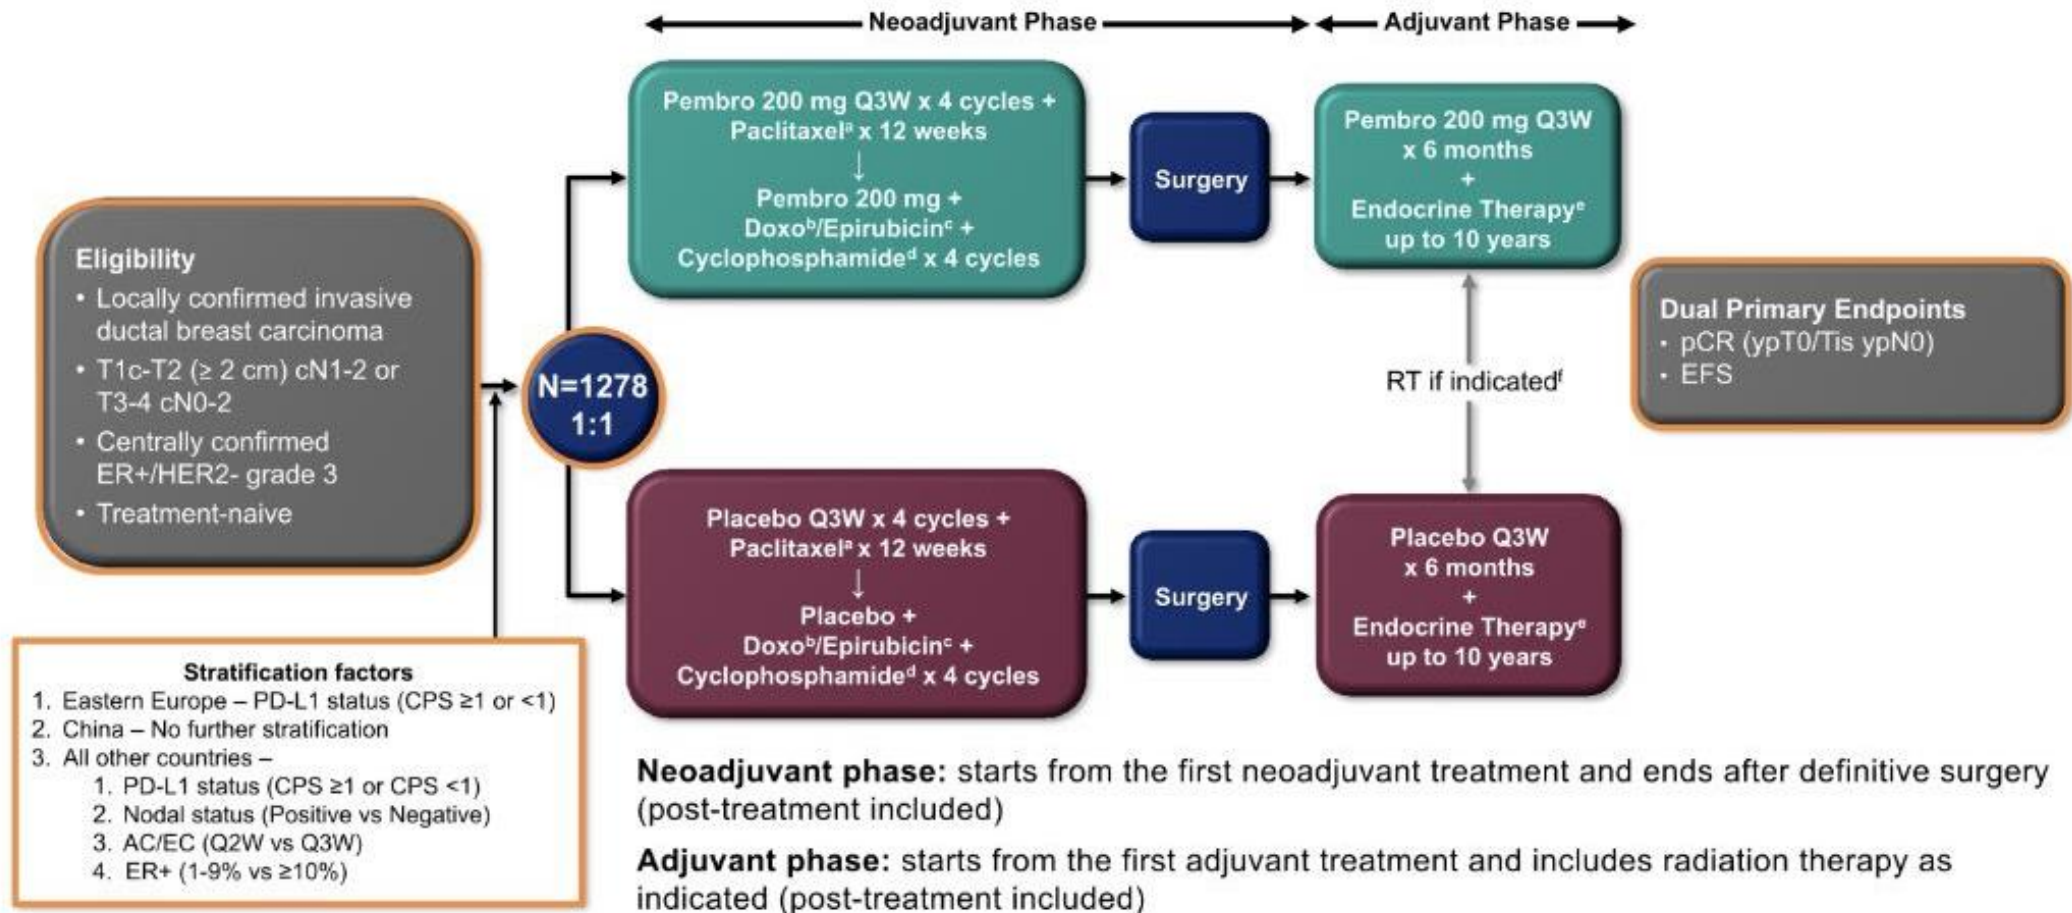 Neoadjuvant Phase
Adjuvant Phase
Eligibility
• Locally confirmed invasive
ductal breast carcinoma
• T1c-T2 (≥ 2 cm) cN1-2 or
T3-4 cN0-2
• Centrally confirmed
ER+/HER2- grade 3
• Treatment-naive
Stratification factors
1. Eastern Europe – PD-L1 status (CPS ≥1 or <1)
2. China – No further stratification
3. All other countries –
1. PD-L1 status (CPS ≥1 or CPS <1)
2. Nodal status (Positive vs Negative)
3. AC/EC (Q2W vs Q3W)
4. ER+ (1-9% vs ≥10%)
N=1278
1:1
Pembro 200 mg Q3W x 4 cycles +
Paclitaxelᵃ x 12 weeks
↓
Pembro 200 mg +
Doxoᵇ/Epirubicinᶜ +
Cyclophosphamideᵈ x 4 cycles
Surgery
Pembro 200 mg Q3W
x 6 months
+
Endocrine Therapyᵉ
up to 10 years
RT if indicatedᶠ
Placebo Q3W x 4 cycles +
Paclitaxelᵃ x 12 weeks
↓
Placebo +
Doxoᵇ/Epirubicinᶜ +
Cyclophosphamideᵈ x 4 cycles
Surgery
Placebo Q3W
x 6 months
+
Endocrine Therapyᵉ
up to 10 years
Dual Primary Endpoints
• pCR (ypT0/Tis ypN0)
• EFS
Neoadjuvant phase: starts from the first neoadjuvant treatment and ends after definitive surgery
(post-treatment included)
Adjuvant phase: starts from the first adjuvant treatment and includes radiation therapy as
indicated (post-treatment included)